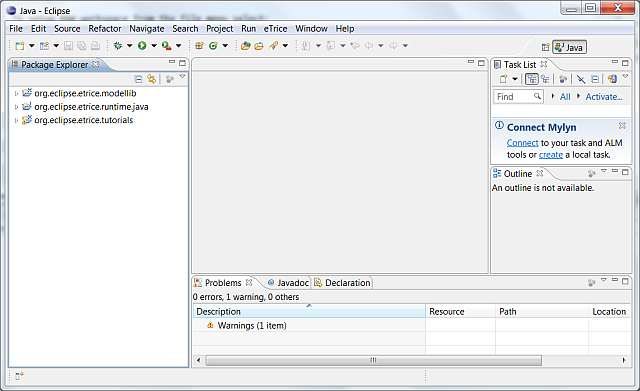 Java - Eclipse
File Edit Source Refactor Navigate Search Project Run eTrice Window Help
Java
Package Explorer
org.eclipse.etrice.modellib
org.eclipse.etrice.runtime.java
org.eclipse.etrice.tutorials
Task List
Find All Activate...
Connect Mylyn
Connect to your task and ALM
tools or create a local task.
Outline
An outline is not available.
Problems Javadoc Declaration
0 errors, 1 warning, 0 others
Description Resource Path Location
Warnings (1 item)